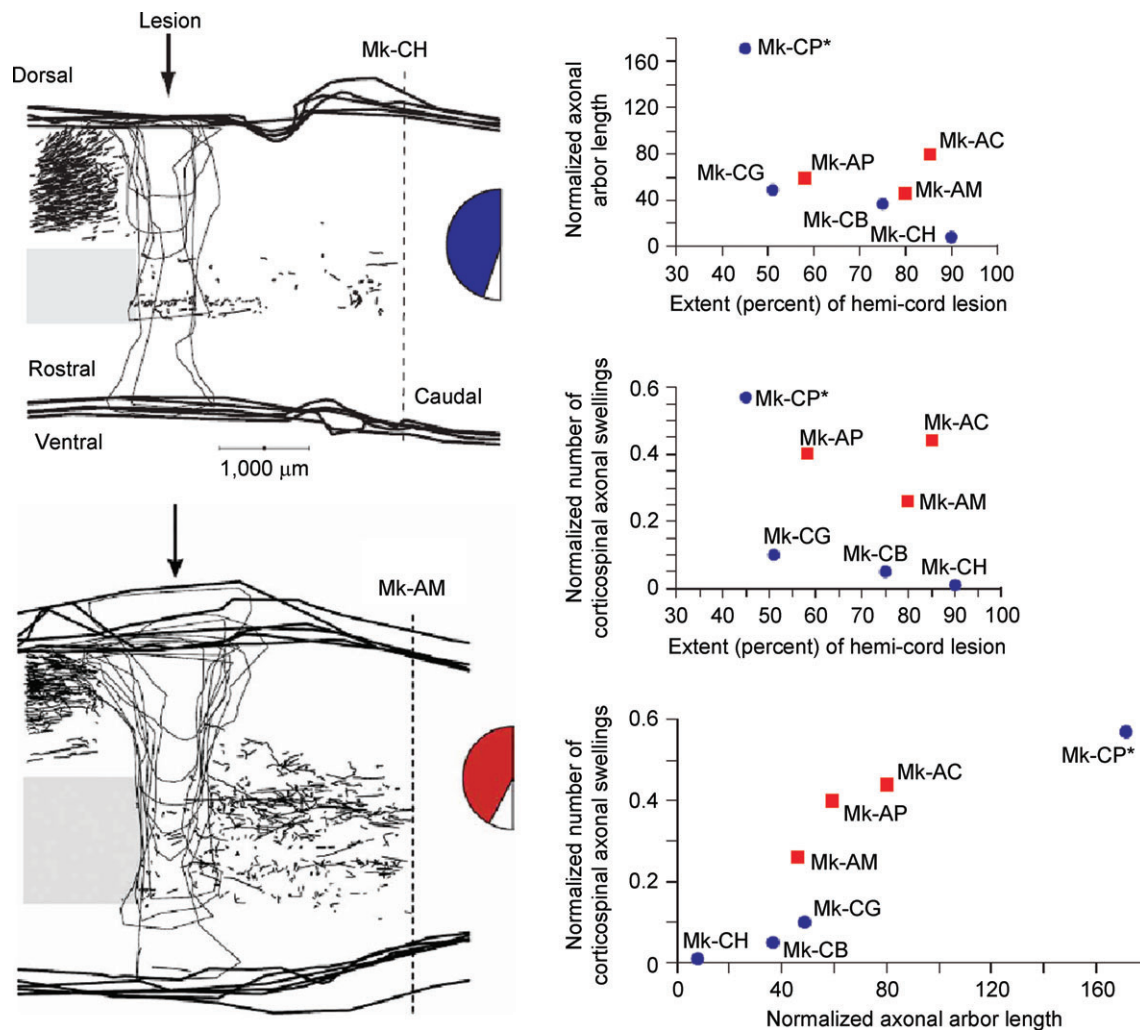 Lesion
Mk-CH
Dorsal
Rostral
Caudal
Ventral
1,000 μm
Mk-AM
Normalized axonal
arbor length
160
120
80
40
0
Mk-CP*
Mk-AC
Mk-AP
Mk-CG
Mk-AM
Mk-CB
Mk-CH
30 40 50 60 70 80 90 100
Extent (percent) of hemi-cord lesion
Normalized number of
corticospinal axonal swellings
0.6
0.4
0.2
0
Mk-CP*
Mk-AP
Mk-AC
Mk-AM
Mk-CG
Mk-CB
Mk-CH
30 40 50 60 70 80 90 100
Extent (percent) of hemi-cord lesion
Normalized number of
corticospinal axonal swellings
0.6
0.4
0.2
0
Mk-CP*
Mk-AC
Mk-AP
Mk-AM
Mk-CG
Mk-CH
Mk-CB
0 40 80 120 160
Normalized axonal arbor length